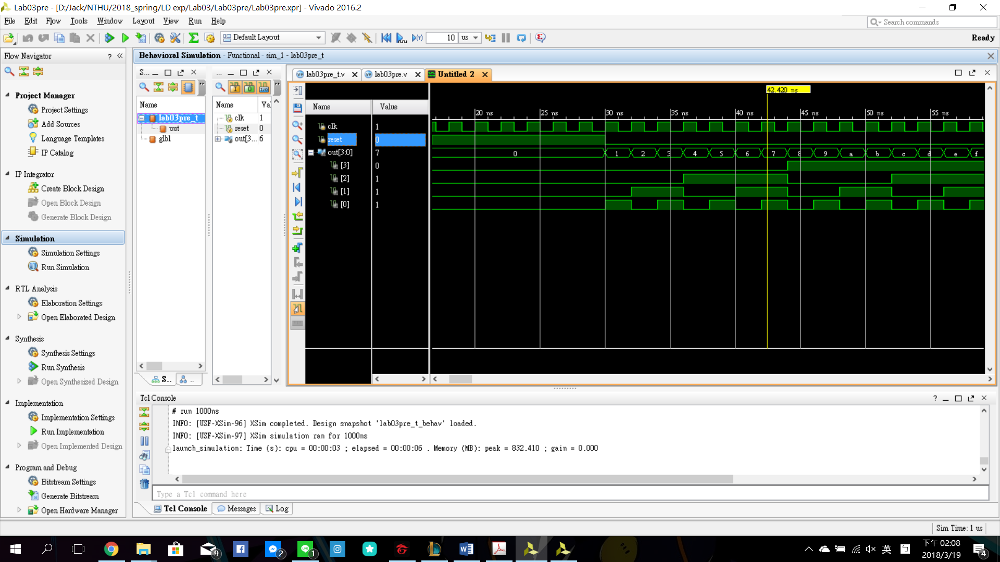 Lab03pre - [D:/Jack/NTHU/2018_spring/LD exp/Lab03/Lab03pre/Lab03pre.xpr] - Vivado 2016.2
File Edit Flow Tools Window Layout View Run Help
Search commands
Default Layout
10 us
Ready
Flow Navigator ? «
Project Manager
Project Settings
Add Sources
Language Templates
IP Catalog
IP Integrator
Create Block Design
Open Block Design
Generate Block Design
Simulation
Simulation Settings
Run Simulation
RTL Analysis
Elaboration Settings
Open Elaborated Design
Synthesis
Synthesis Settings
Run Synthesis
Open Synthesized Design
Implementation
Implementation Settings
Run Implementation
Open Implemented Design
Program and Debug
Bitstream Settings
Generate Bitstream
Open Hardware Manager
Behavioral Simulation - Functional - sim_1 - lab03pre_t
S...
Name
lab03pre_t
uut
glbl
S.. ..
...
Name Va
clk 1
reset 0
out[3... 6
lab03pre_t.v
lab03pre.v
Untitled 2
Name Value
clk 1
reset 0
out[3:0] 7
[3] 0
[2] 1
[1] 1
[0] 1
42.420 ns
20 ns 25 ns 30 ns 35 ns 40 ns 45 ns 50 ns 55 ns
0 1 2 3 4 5 6 7 8 9 a b c d e f
Tcl Console ?
# run 1000ns
INFO: [USF-XSim-96] XSim completed. Design snapshot 'lab03pre_t_behav' loaded.
INFO: [USF-XSim-97] XSim simulation ran for 1000ns
launch_simulation: Time (s): cpu = 00:00:03 ; elapsed = 00:00:06 . Memory (MB): peak = 832.410 ; gain = 0.000
Type a Tcl command here
Tcl Console Messages Log
Sim Time: 1 us
9 2 1
英
下午 02:08
2018/3/19
4